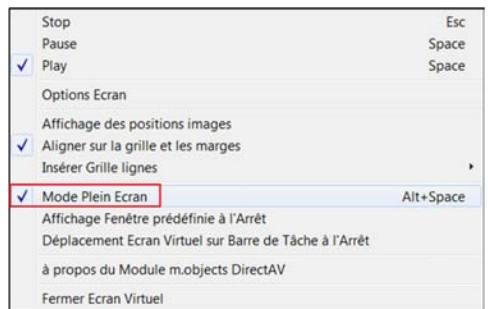 Stop Esc
Pause Space
Play Space
Options Ecran
Affichage des positions images
Aligner sur la grille et les marges
Insérer Grille lignes
Mode Plein Ecran Alt+Space
Affichage Fenêtre prédéfinie à l'Arrêt
Déplacement Ecran Virtuel sur Barre de Tâche à l'Arrêt
à propos du Module m.objects DirectAV
Fermer Ecran Virtuel